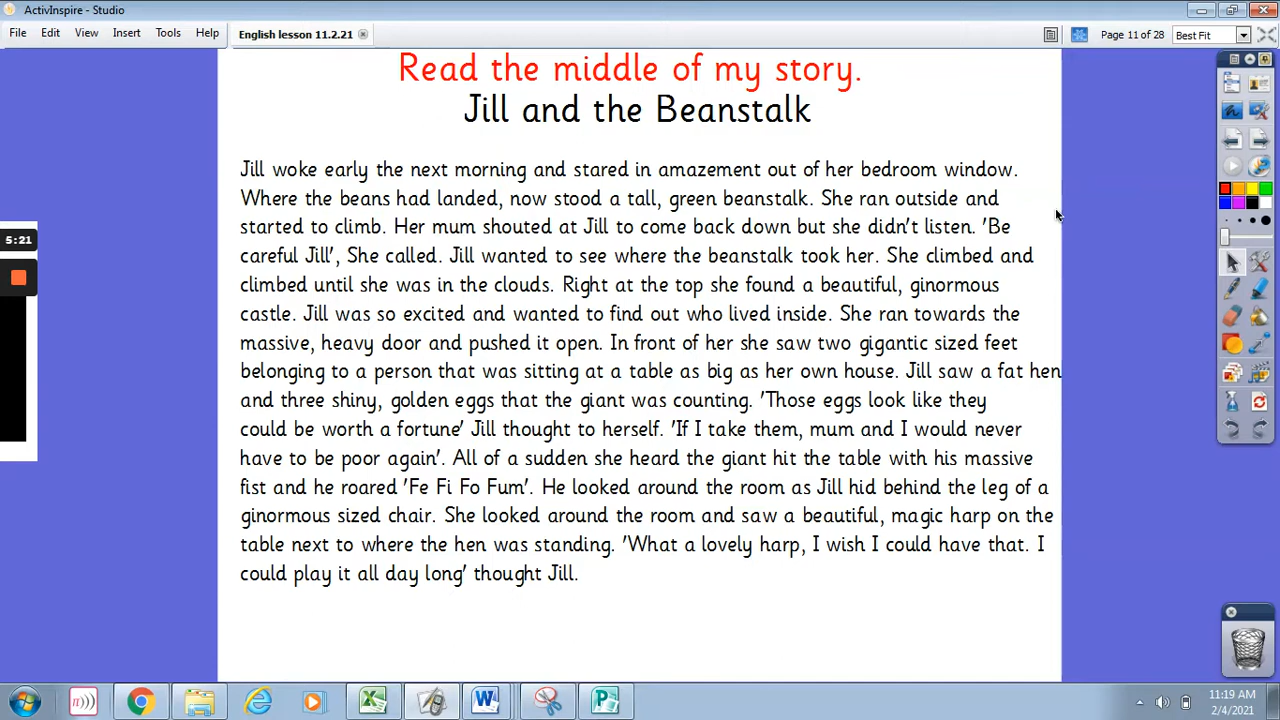 ActivInspire - Studio
File Edit View Insert Tools Help
English lesson 11.2.21
Page 11 of 28
Best Fit
Read the middle of my story.
Jill and the Beanstalk
Jill woke early the next morning and stared in amazement out of her bedroom window.
Where the beans had landed, now stood a tall, green beanstalk. She ran outside and
started to climb. Her mum shouted at Jill to come back down but she didn't listen. 'Be
careful Jill', She called. Jill wanted to see where the beanstalk took her. She climbed and
climbed until she was in the clouds. Right at the top she found a beautiful, ginormous
castle. Jill was so excited and wanted to find out who lived inside. She ran towards the
massive, heavy door and pushed it open. In front of her she saw two gigantic sized feet
belonging to a person that was sitting at a table as big as her own house. Jill saw a fat hen
and three shiny, golden eggs that the giant was counting. 'Those eggs look like they
could be worth a fortune' Jill thought to herself. 'If I take them, mum and I would never
have to be poor again'. All of a sudden she heard the giant hit the table with his massive
fist and he roared 'Fe Fi Fo Fum'. He looked around the room as Jill hid behind the leg of a
ginormous sized chair. She looked around the room and saw a beautiful, magic harp on the
table next to where the hen was standing. 'What a lovely harp, I wish I could have that. I
could play it all day long' thought Jill.
5:21
11:19 AM
2/4/2021